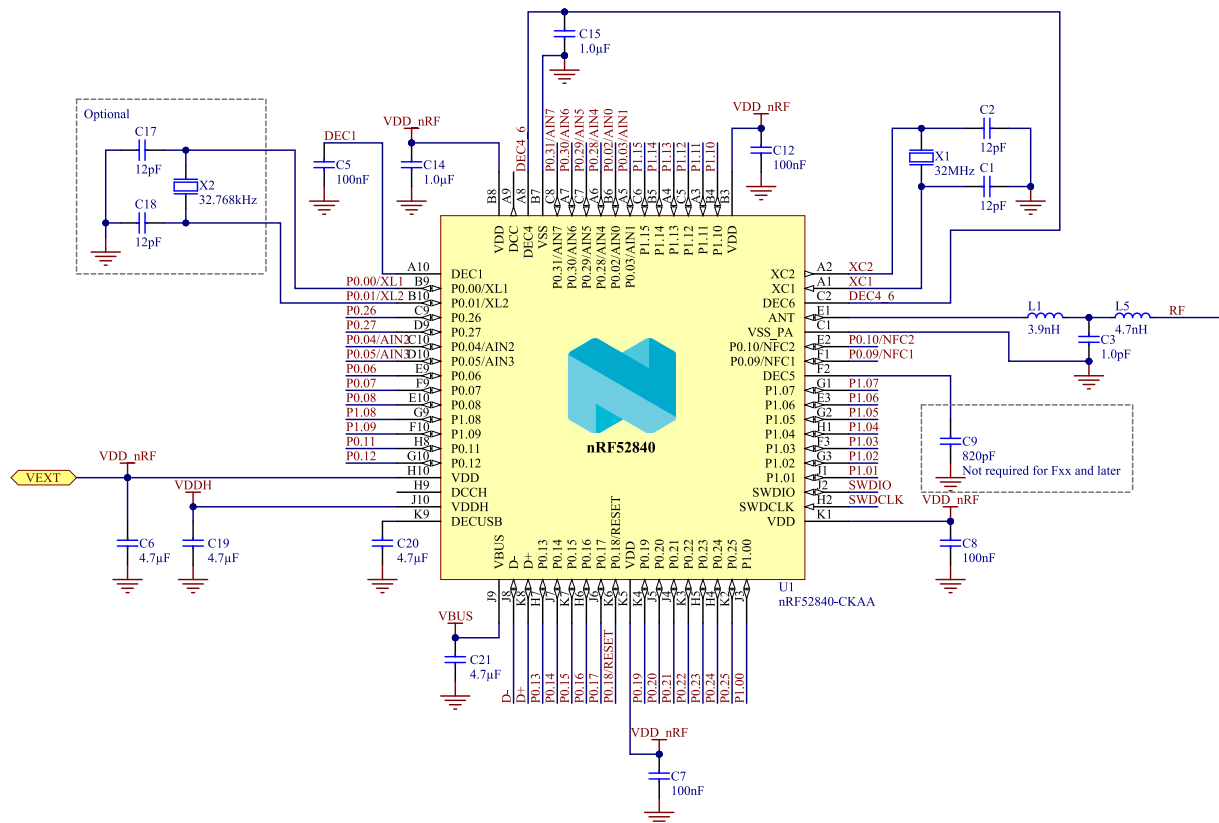 C15
1.0µF
Optional
C17
12pF
X2
32.768kHz
C18
12pF
DEC1
C5
100nF
VDD_nRF
C14
1.0µF
DEC4_6
P0.31/AIN7
P0.30/AIN6
P0.29/AIN5
P0.28/AIN4
P0.02/AIN0
P0.03/AIN1
P1.15
P1.14
P1.13
P1.12
P1.11
P1.10
VDD_nRF
C12
100nF
C2
12pF
X1
32MHz
C1
12pF
B8
A9
A8
B7
C8
A7
C7
A6
B6
A5
C6
B5
A4
C5
A3
B4
B3
VDD
DCC
DEC4
VSS
P0.31/AIN7
P0.30/AIN6
P0.29/AIN5
P0.28/AIN4
P0.02/AIN0
P0.03/AIN1
P1.15
P1.14
P1.13
P1.12
P1.11
P1.10
VDD
A10 DEC1
P0.00/XL1 B9 P0.00/XL1
P0.01/XL2 B10 P0.01/XL2
P0.26 C9 P0.26
P0.27 D9 P0.27
P0.04/AIN2 C10 P0.04/AIN2
P0.05/AIN3 D10 P0.05/AIN3
P0.06 E9 P0.06
P0.07 F9 P0.07
P0.08 E10 P0.08
P1.08 G9 P1.08
P1.09 F10 P1.09
P0.11 H8 P0.11
P0.12 G10 P0.12
H10 VDD
H9 DCCH
J10 VDDH
K9 DECUSB
XC2 A2 XC2
XC1 A1 XC1
DEC6 C2 DEC4_6
ANT E1
VSS_PA C1
P0.10/NFC2 E2 P0.10/NFC2
P0.09/NFC1 F1 P0.09/NFC1
DEC5 F2
P1.07 G1 P1.07
P1.06 E3 P1.06
P1.05 G2 P1.05
P1.04 H1 P1.04
P1.03 F3 P1.03
P1.02 G3 P1.02
P1.01 J1 P1.01
SWDIO J2 SWDIO
SWDCLK H2 SWDCLK
VDD K1
L1
3.9nH
L5
4.7nH
RF
C3
1.0pF
C9
820pF
Not required for Fxx and later
VDD_nRF
C8
100nF
nRF52840
VEXT
VDD_nRF
VDDH
C6
4.7µF
C19
4.7µF
C20
4.7µF
VBUS
D-
D+
P0.13
P0.14
P0.15
P0.16
P0.17
P0.18/RESET
VDD
P0.19
P0.20
P0.21
P0.22
P0.23
P0.24
P0.25
P1.00
U1
nRF52840-CKAA
J9
J8
K8
H7
J7
K7
H6
J6
K6
K5
K4
J5
J4
K3
H5
H4
K2
J3
VBUS
C21
4.7µF
D-
D+
P0.13
P0.14
P0.15
P0.16
P0.17
P0.18/RESET
P0.19
P0.20
P0.21
P0.22
P0.23
P0.24
P0.25
P1.00
VDD_nRF
C7
100nF